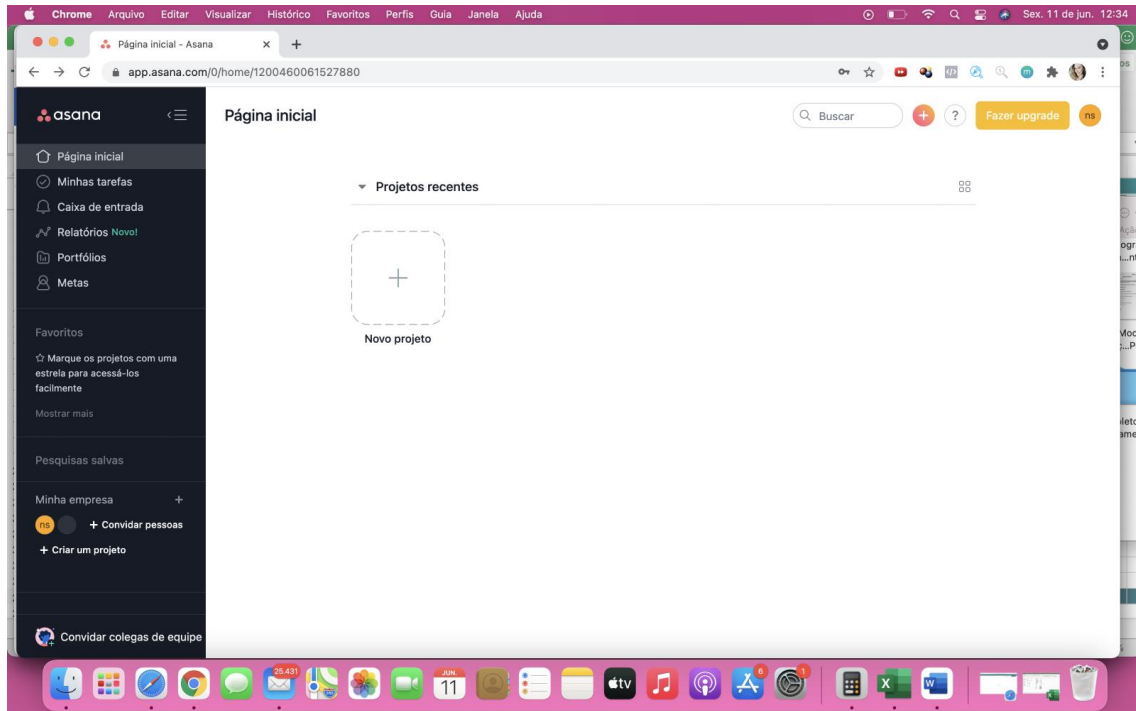 Chrome Arquivo Editar Visualizar Histórico Favoritos Perfis Guia Janela Ajuda Sex. 11 de jun. 12:34
Página inicial - Asana
app.asana.com/0/home/1200460061527880
asana
Página inicial
Buscar
?
Fazer upgrade
ns
Página inicial
Minhas tarefas
Caixa de entrada
Relatórios Novo!
Portfólios
Metas
Projetos recentes
Novo projeto
Favoritos
Marque os projetos com uma
estrela para acessá-los
facilmente
Mostrar mais
Pesquisas salvas
Minha empresa +
ns + Convidar pessoas
+ Criar um projeto
Convidar colegas de equipe
25.431
JUN.
11
tv
6
1
X
W